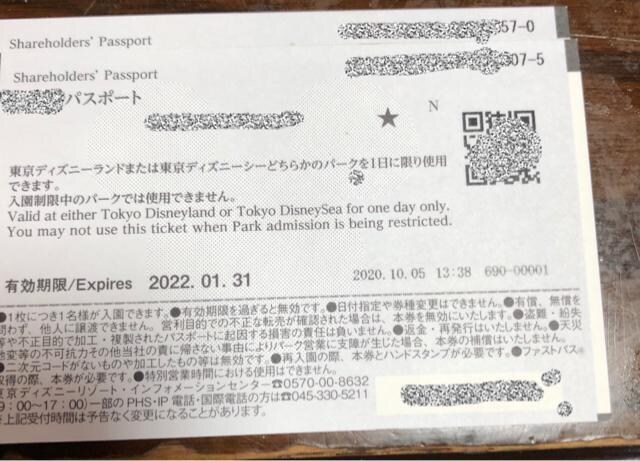 Shareholders' Passport
57-0
Shareholders' Passport
07-5
パスポート
★ N
東京ディズニーランドまたは東京ディズニーシーどちらかのパークを1日に限り使用
できます。
入園制限中のパークでは使用できません。
Valid at either Tokyo Disneyland or Tokyo DisneySea for one day only.
You may not use this ticket when Park admission is being restricted.
有効期限/Expires 2022. 01. 31
2020. 10. 05 13:38 690-00001
●1枚につき1名様が入園できます。●有効期限を過ぎると無効です。●日付指定や券種変更はできません。●有償、無償を
問わず、他人に譲渡できません。営利目的での不正な転売が確認された場合は、本券を無効にいたします。●盗難・紛失
等や不正目的で加工・複製されたパスポートに起因する損害の責任は負いません。●返金・再発行はいたしません。●天災
地変等の不可抗力その他当社の責に帰さない事由によりパーク営業に支障が生じた場合、本券の補償はいたしません。
●二次元コードがないものや加工したもの等は無効です。●再入園の際、本券とハンドスタンプが必要です。●ファストパス®
取得の際、本券が必要です。●特別営業時間における使用はできません。
東京ディズニーリゾート・インフォメーションセンター ☎0570-00-8632
(9:00~17:00) 一部のPHS・IP電話・国際電話の方は☎045-330-5211
※上記受付時間は予告なく変更になることがあります。